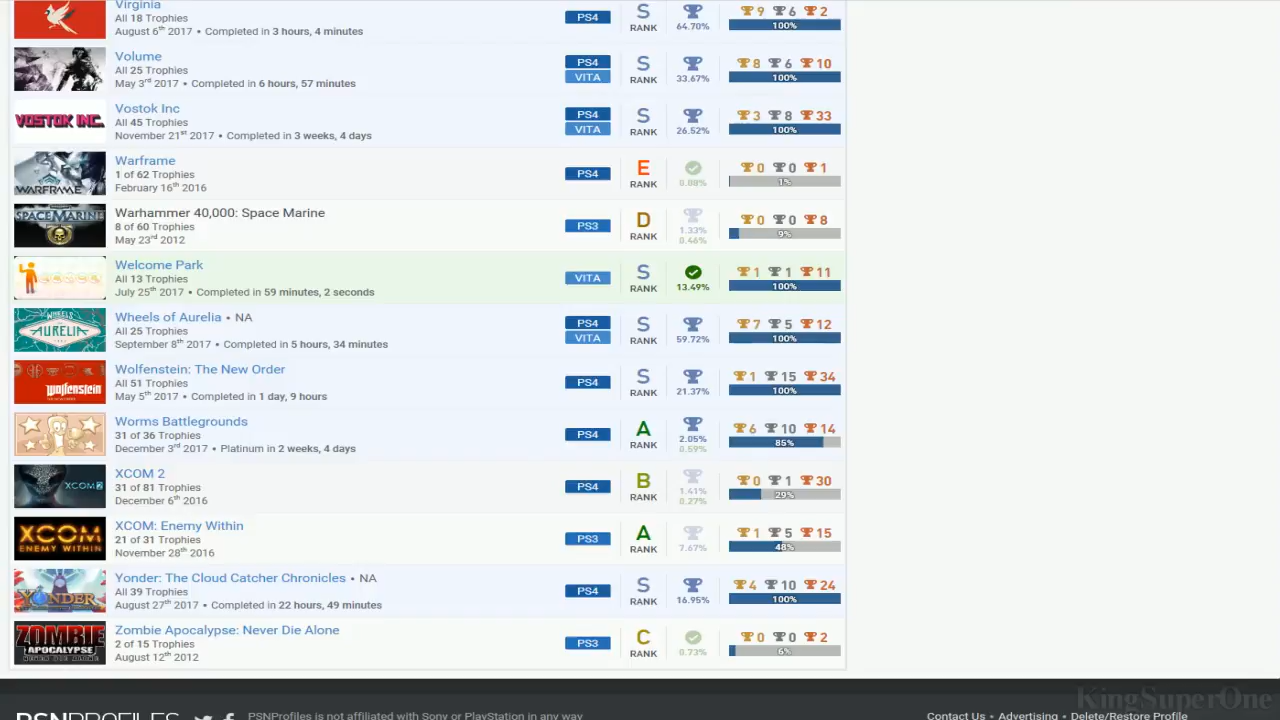 Virginia
All 18 Trophies
August 6th 2017 • Completed in 3 hours, 4 minutes
PS4
S
RANK
64.70%
9 6 2
100%
Volume
All 25 Trophies
May 3rd 2017 • Completed in 6 hours, 57 minutes
PS4
VITA
S
RANK
33.67%
8 6 10
100%
VOSTOK INC.
Vostok Inc
All 45 Trophies
November 21st 2017 • Completed in 3 weeks, 4 days
PS4
VITA
S
RANK
26.52%
3 8 33
100%
WARFRAME
Warframe
1 of 62 Trophies
February 16th 2016
PS4
E
RANK
0.88%
0 0 1
1%
SPACE MARINE
Warhammer 40,000: Space Marine
8 of 60 Trophies
May 23rd 2012
PS3
D
RANK
1.33%
0.46%
0 0 8
9%
Welcome Park
All 13 Trophies
July 25th 2017 • Completed in 59 minutes, 2 seconds
VITA
S
RANK
13.49%
1 1 11
100%
WHEELS OF
AURELIA
Wheels of Aurelia • NA
All 25 Trophies
September 8th 2017 • Completed in 5 hours, 34 minutes
PS4
VITA
S
RANK
59.72%
7 5 12
100%
Wolfenstein
Wolfenstein: The New Order
All 51 Trophies
May 5th 2017 • Completed in 1 day, 9 hours
PS4
S
RANK
21.37%
1 15 34
100%
Worms Battlegrounds
31 of 36 Trophies
December 3rd 2017 • Platinum in 2 weeks, 4 days
PS4
A
RANK
2.05%
0.59%
6 10 14
85%
XCOM 2
XCOM 2
31 of 81 Trophies
December 6th 2016
PS4
B
RANK
1.41%
0.27%
0 1 30
29%
XCOM
ENEMY WITHIN
XCOM: Enemy Within
21 of 31 Trophies
November 28th 2016
PS3
A
RANK
7.67%
1 5 15
48%
YONDER
Yonder: The Cloud Catcher Chronicles • NA
All 39 Trophies
August 27th 2017 • Completed in 22 hours, 49 minutes
PS4
S
RANK
16.95%
4 10 24
100%
ZOMBIE
APOCALYPSE
NEVER DIE ALONE
Zombie Apocalypse: Never Die Alone
2 of 15 Trophies
August 12th 2012
PS3
C
RANK
0.73%
0 0 2
6%
KingSuperOne
PSNPROFILES
PSNProfiles is not affiliated with Sony or PlayStation in any way
Contact Us • Advertising • Delete/Restore Profile